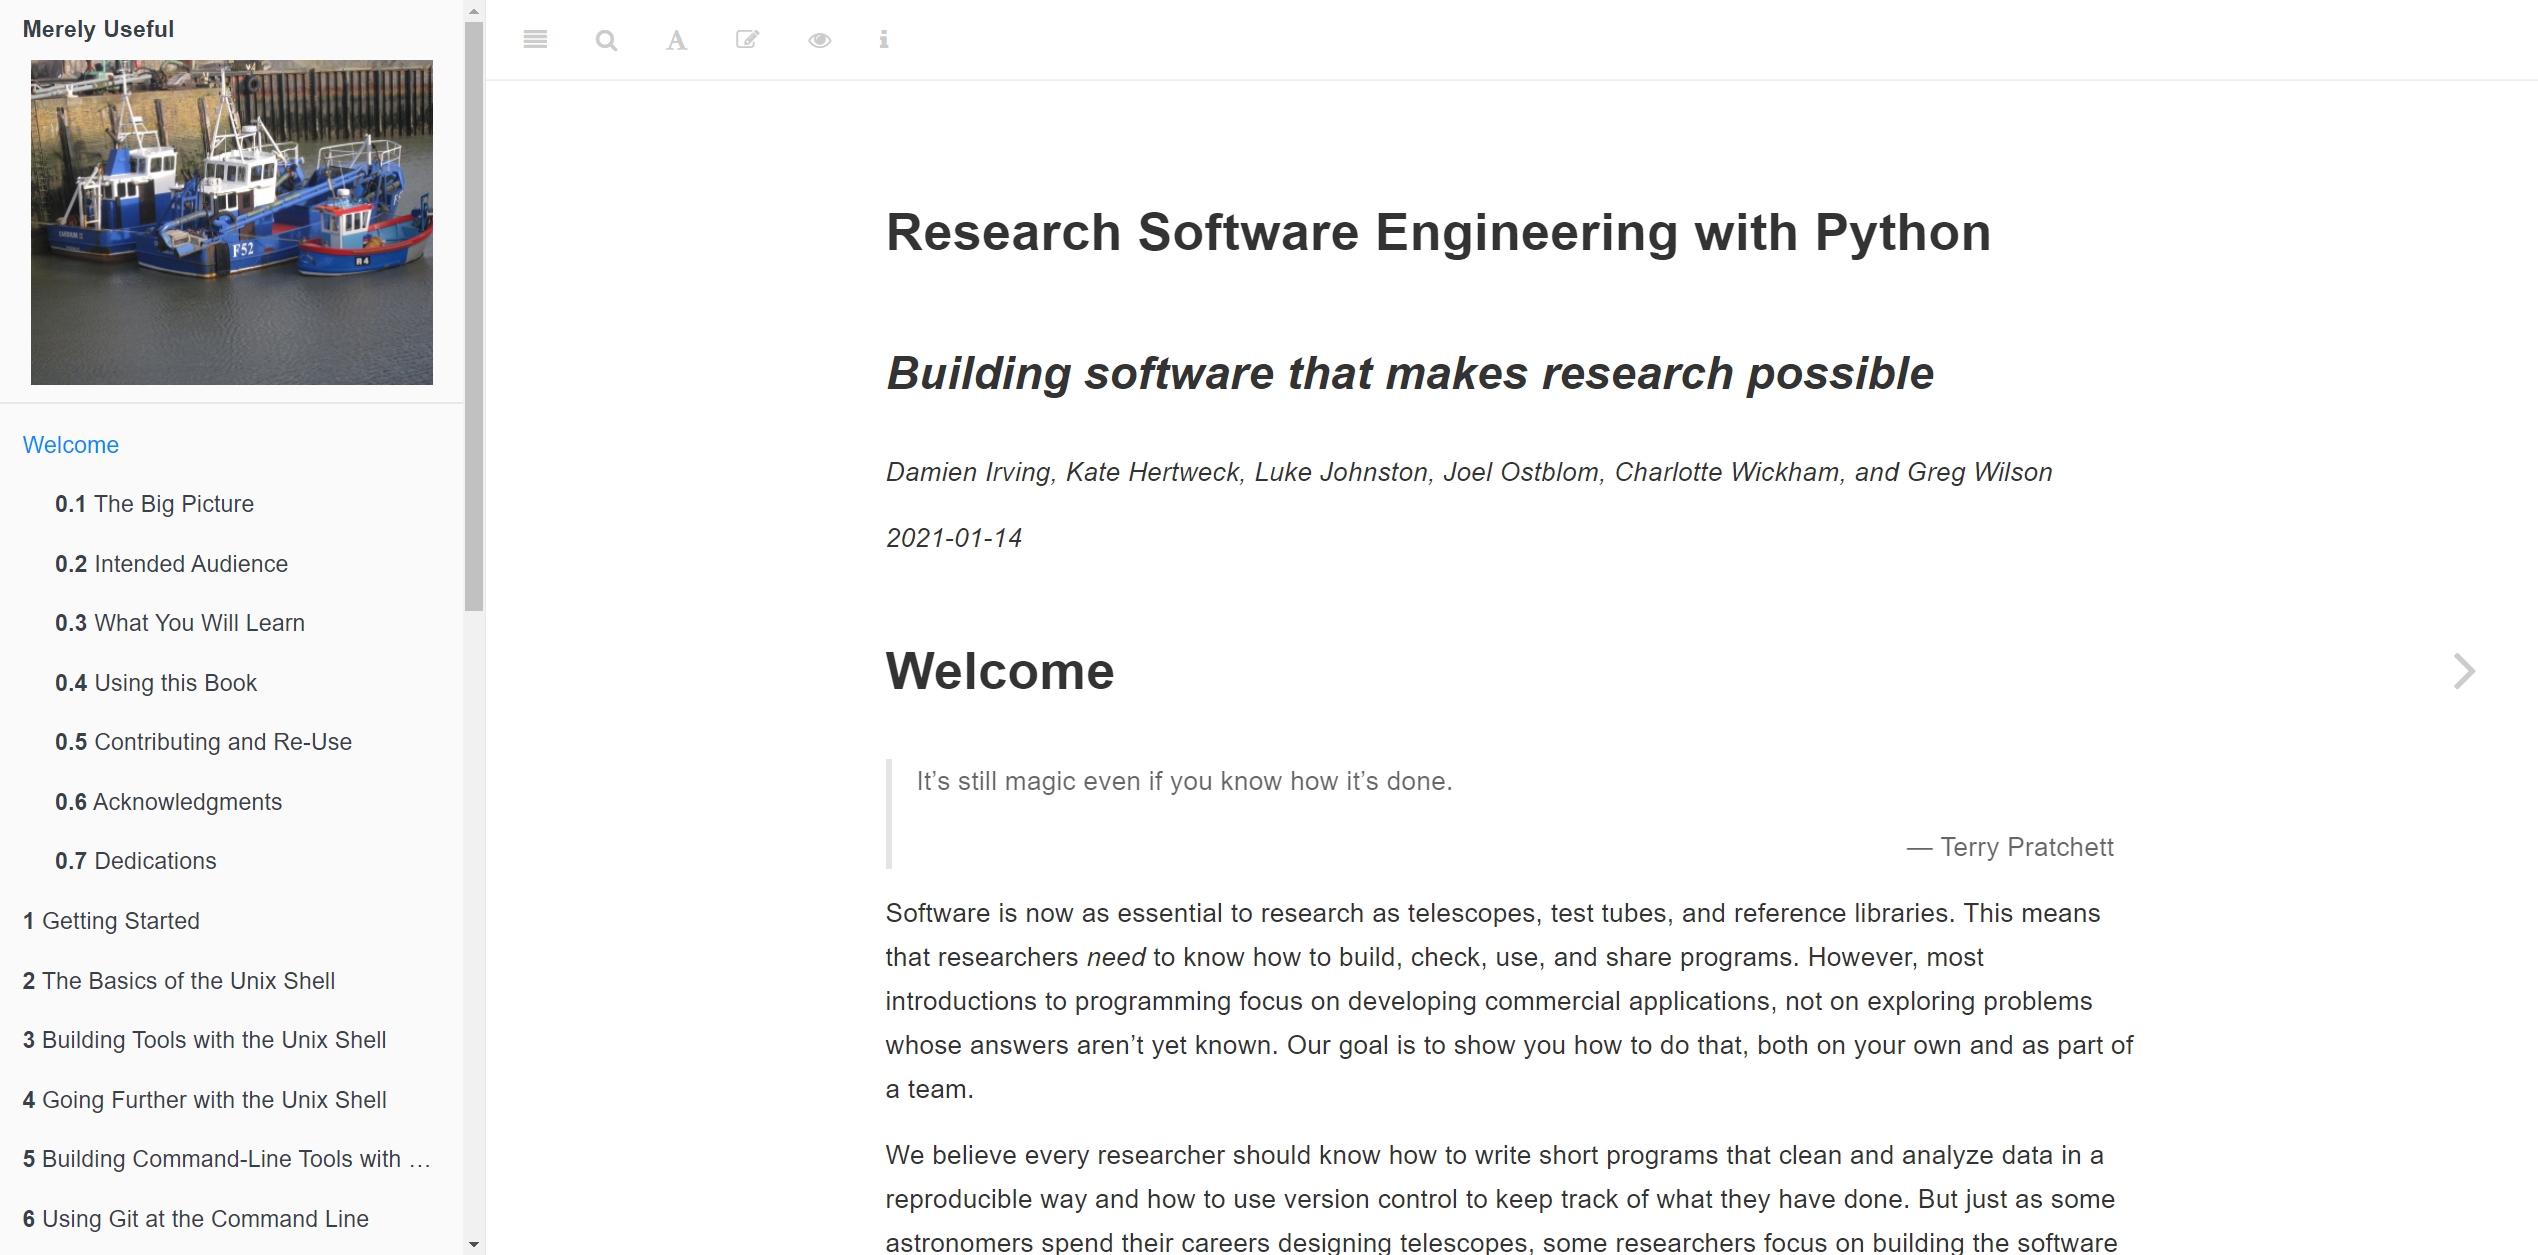 Merely Useful
F52
R4
Welcome
0.1 The Big Picture
0.2 Intended Audience
0.3 What You Will Learn
0.4 Using this Book
0.5 Contributing and Re-Use
0.6 Acknowledgments
0.7 Dedications
1 Getting Started
2 The Basics of the Unix Shell
3 Building Tools with the Unix Shell
4 Going Further with the Unix Shell
5 Building Command-Line Tools with …
6 Using Git at the Command Line
Research Software Engineering with Python
Building software that makes research possible
Damien Irving, Kate Hertweck, Luke Johnston, Joel Ostblom, Charlotte Wickham, and Greg Wilson
2021-01-14
Welcome
It’s still magic even if you know how it’s done.
— Terry Pratchett
Software is now as essential to research as telescopes, test tubes, and reference libraries. This means
that researchers need to know how to build, check, use, and share programs. However, most
introductions to programming focus on developing commercial applications, not on exploring problems
whose answers aren’t yet known. Our goal is to show you how to do that, both on your own and as part of
a team.
We believe every researcher should know how to write short programs that clean and analyze data in a
reproducible way and how to use version control to keep track of what they have done. But just as some
astronomers spend their careers designing telescopes, some researchers focus on building the software